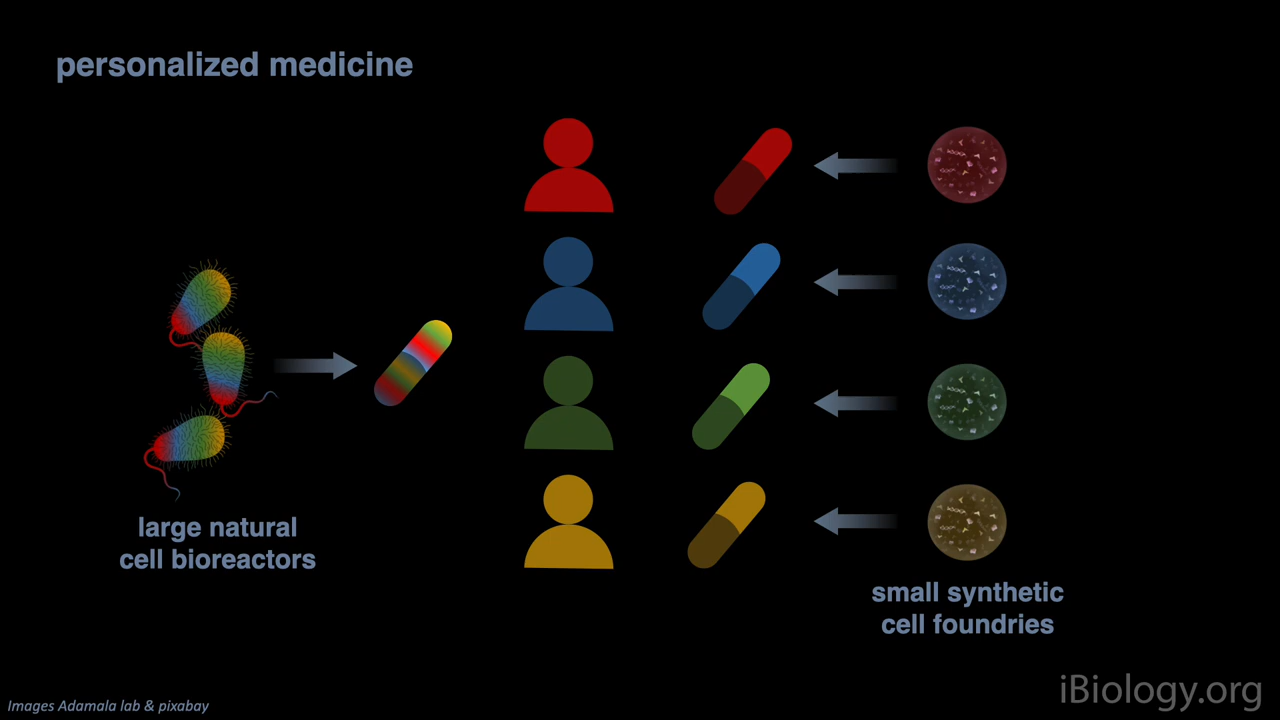 personalized medicine
large natural
cell bioreactors
small synthetic
cell foundries
iBiology.org
Images Adamala lab & pixabay